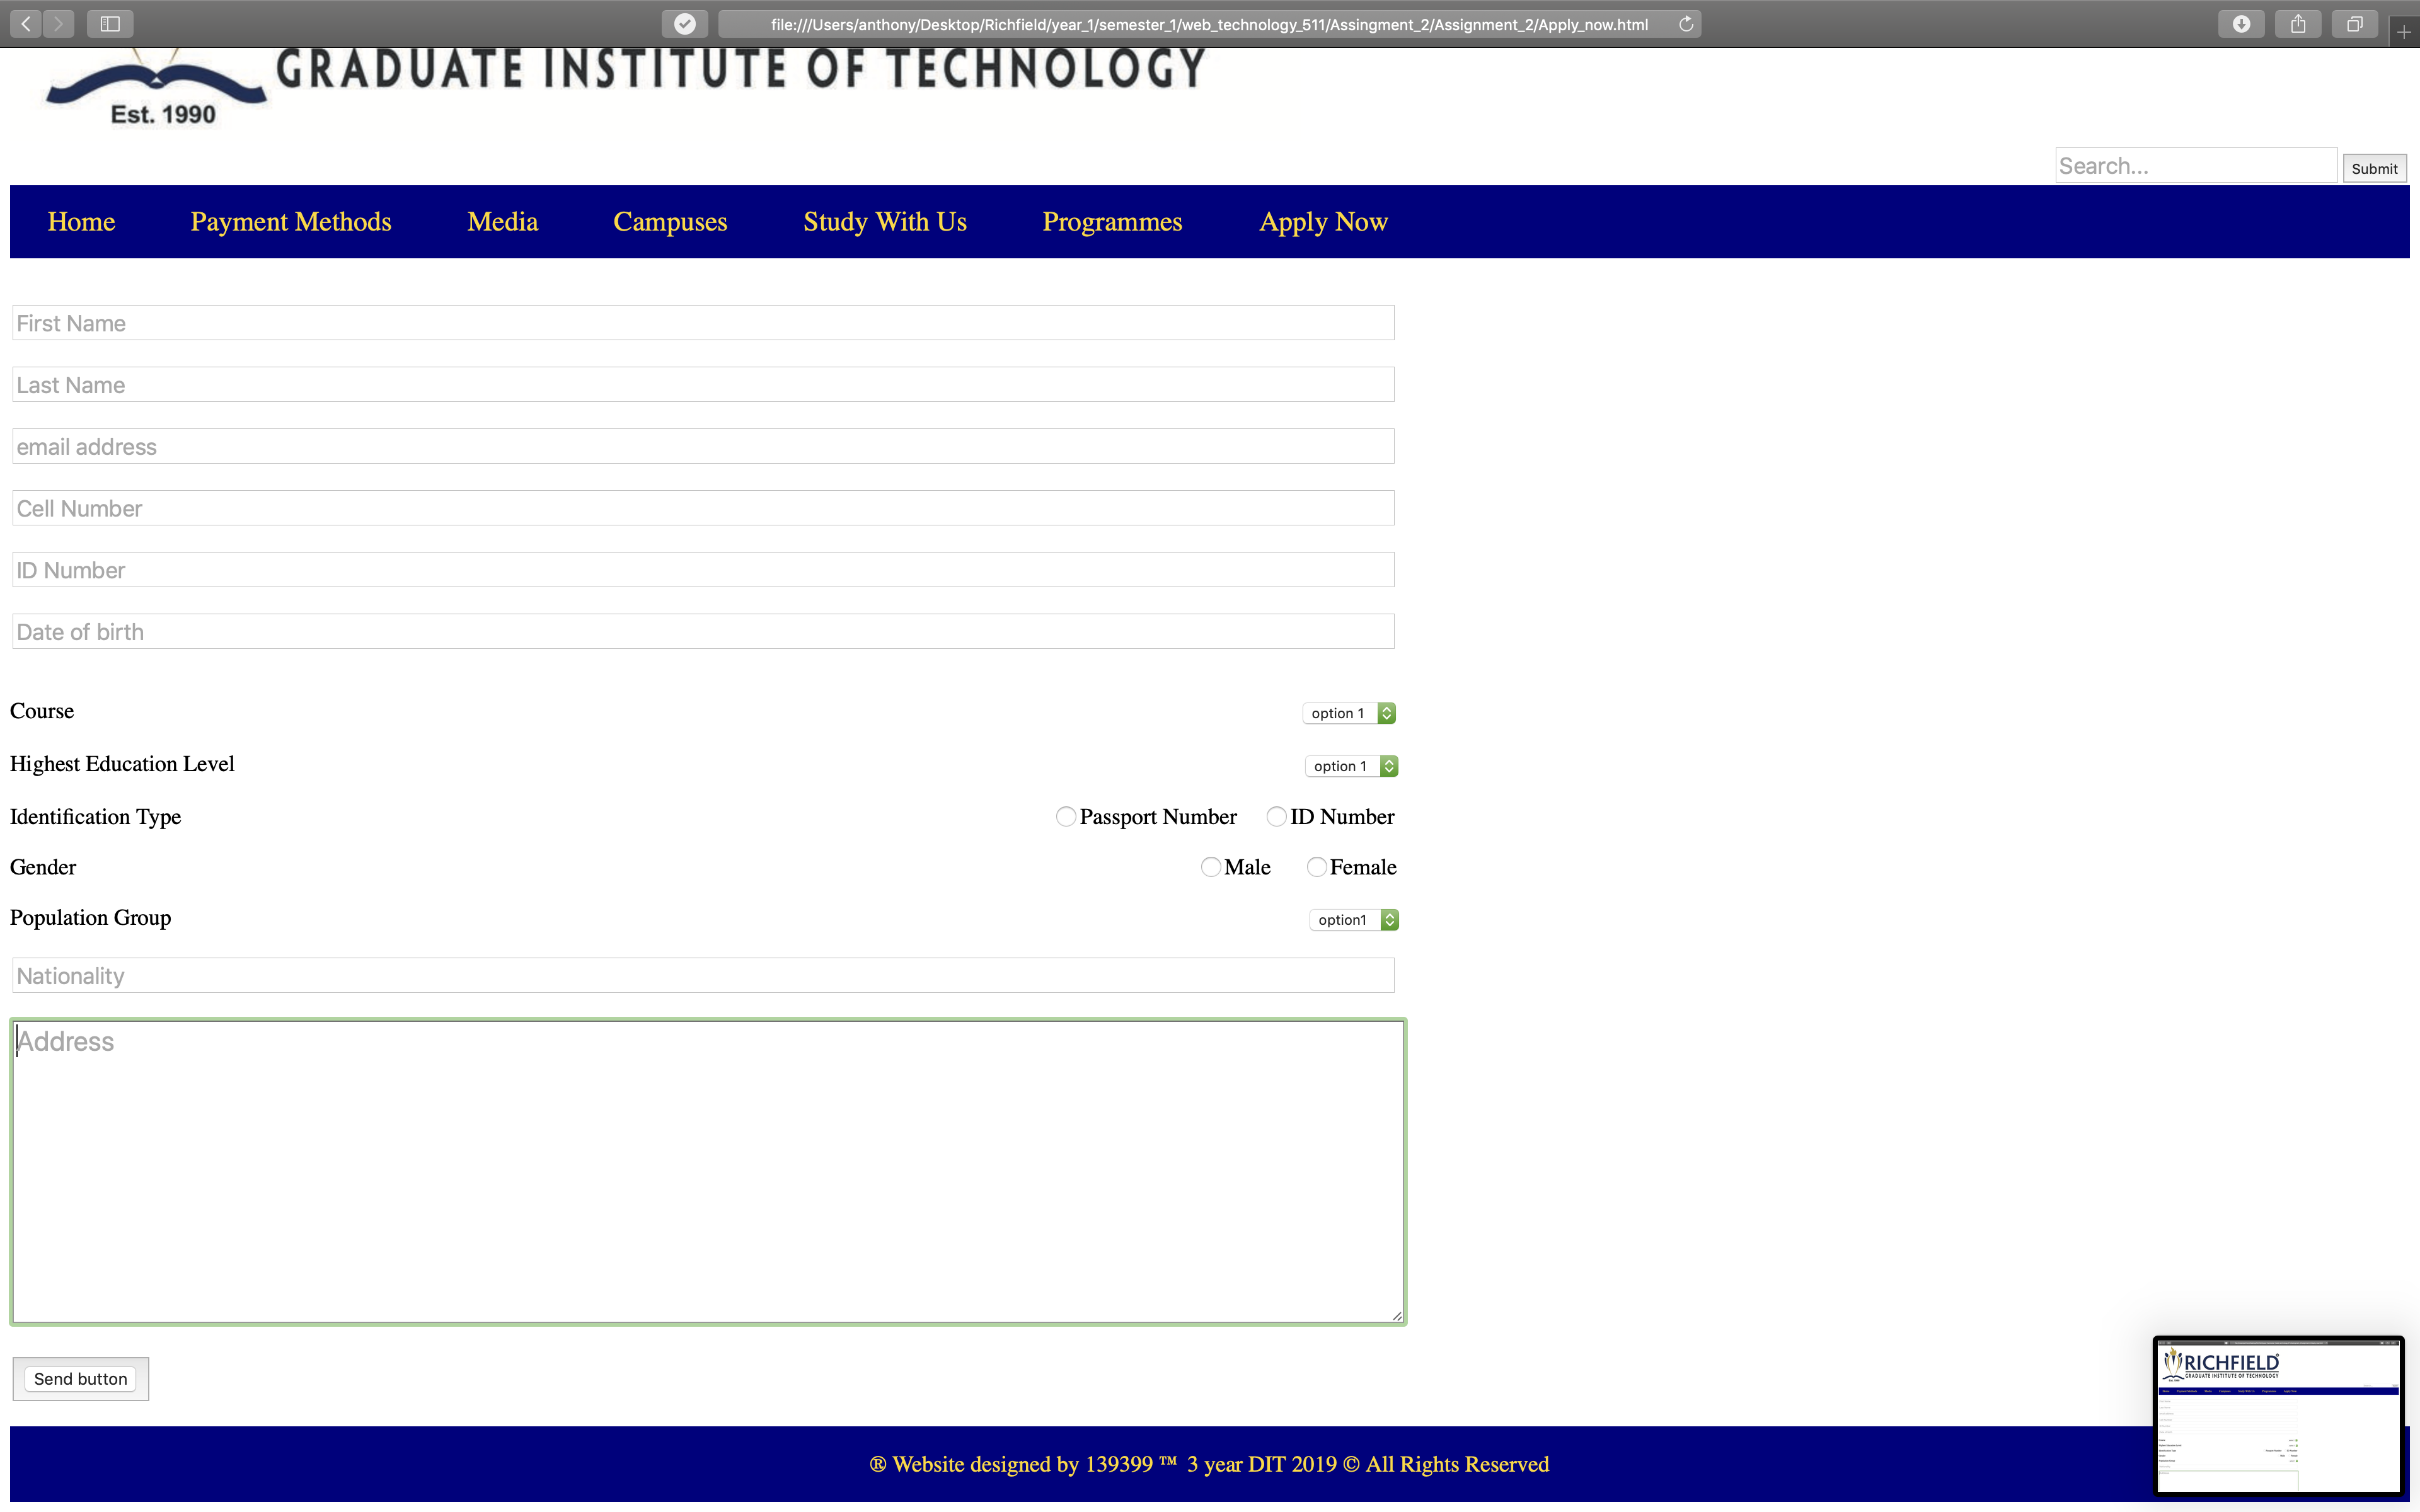 file:///Users/anthony/Desktop/Richfield/year_1/semester_1/web_technology_511/Assingment_2/Assignment_2/Apply_now.html
GRADUATE INSTITUTE OF TECHNOLOGY
Est. 1990
Search... Submit
Home Payment Methods Media Campuses Study With Us Programmes Apply Now
First Name
Last Name
email address
Cell Number
ID Number
Date of birth
Course option 1
Highest Education Level option 1
Identification Type Passport Number ID Number
Gender Male Female
Population Group option1
Nationality
Address
Send button
RICHFIELD
GRADUATE INSTITUTE OF TECHNOLOGY
® Website designed by 139399 ™ 3 year DIT 2019 © All Rights Reserved